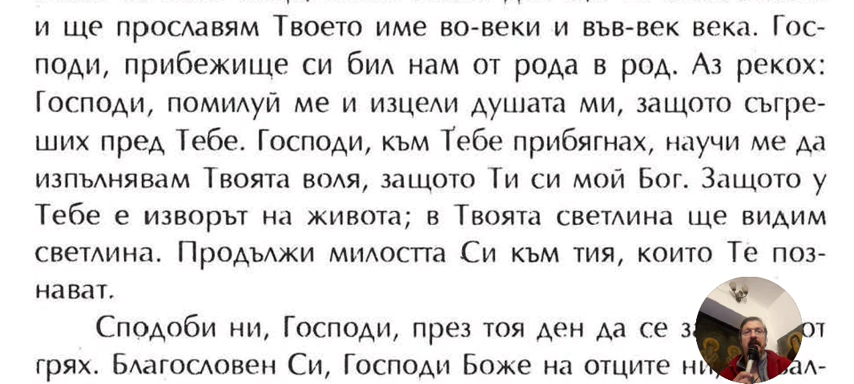 и ще прославям Твоето име во-веки и във-век века. Гос-
поди, прибежище си бил нам от рода в род. Аз рекох:
Господи, помилуй ме и изцели душата ми, защото съгре-
ших пред Тебе. Господи, към Тебе прибягнах, научи ме да
изпълнявам Твоята воля, защото Ти си мой Бог. Защото у
Тебе е изворът на живота; в Твоята светлина ще видим
светлина. Продължи милостта Си към тия, които Те поз-
нават.
Сподоби ни, Господи, през тоя ден да се от
грях. Благословен Си, Господи Боже на отците ни,